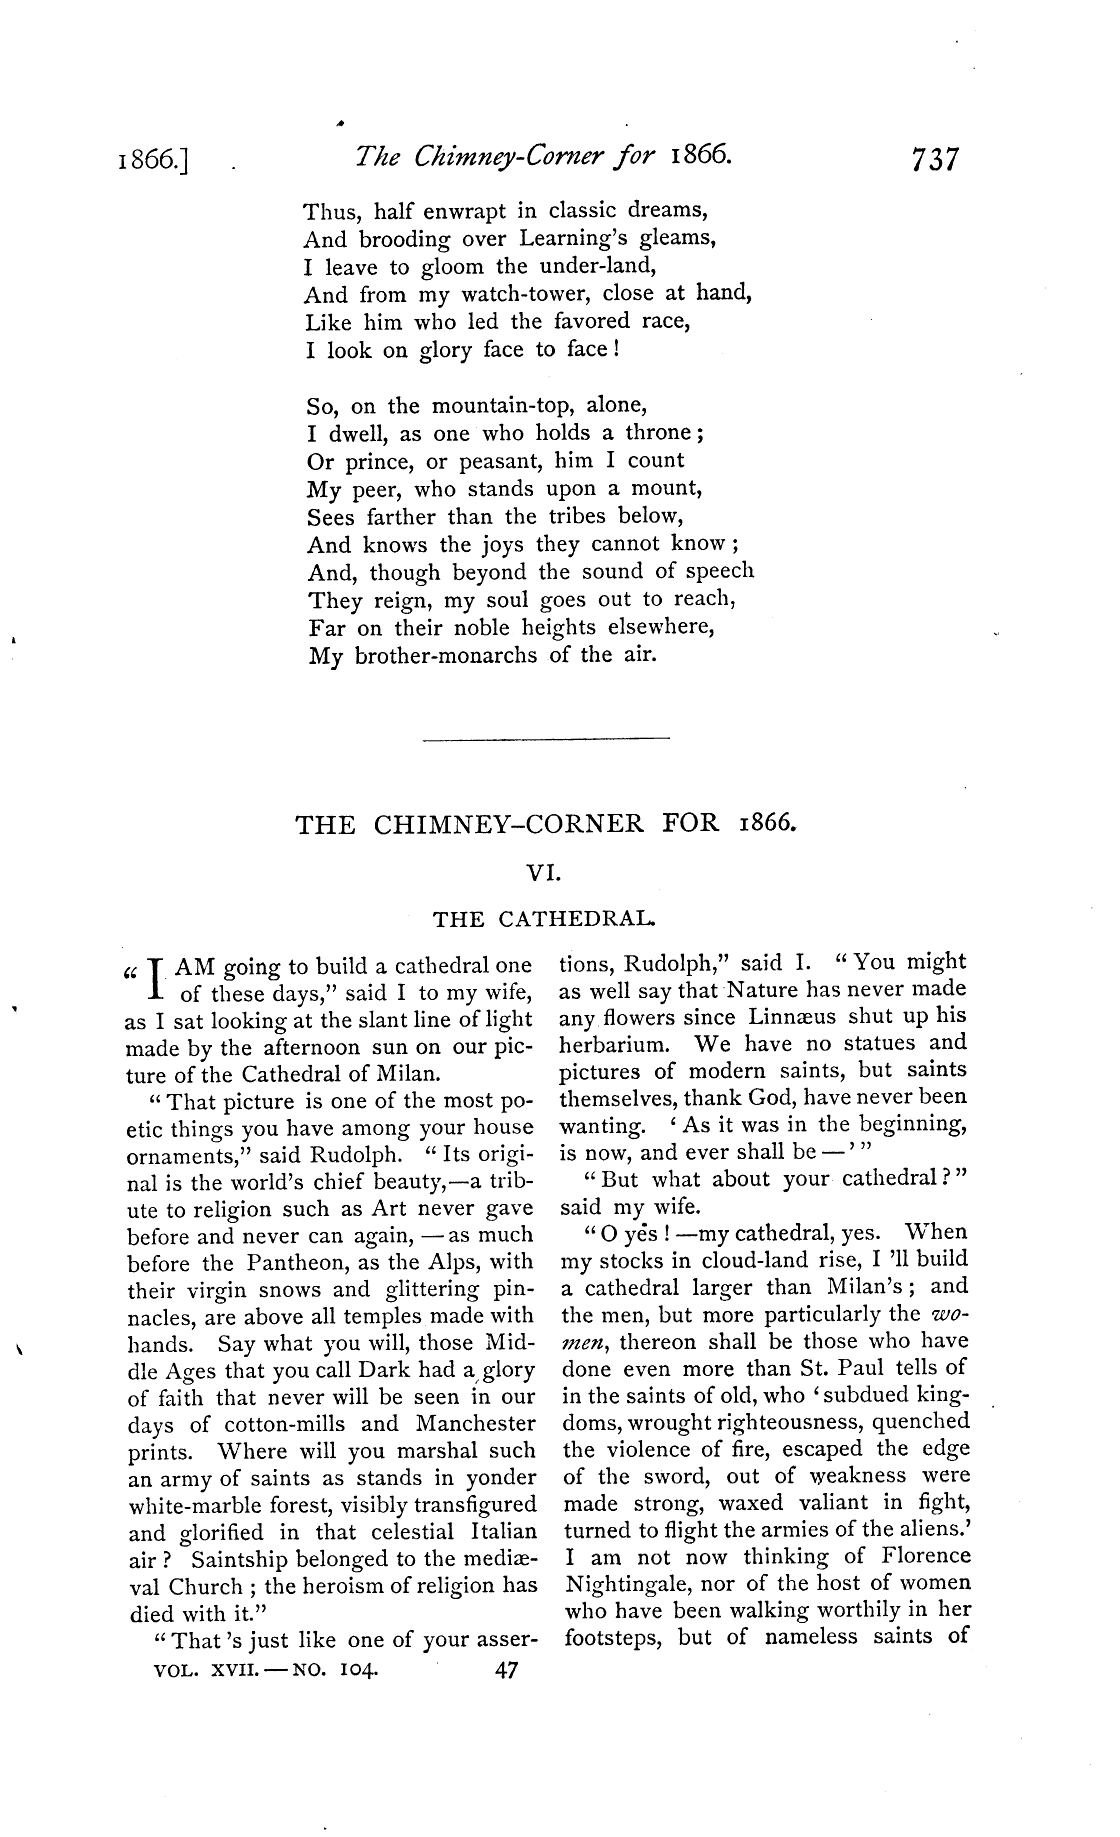 1866.] The Chimney-Corner for 1866. 737
Thus, half enwrapt in classic dreams,
And brooding over Learning's gleams,
I leave to gloom the under-land,
And from my watch-tower, close at hand,
Like him who led the favored race,
I look on glory face to face!
So, on the mountain-top, alone,
I dwell, as one who holds a throne;
Or prince, or peasant, him I count
My peer, who stands upon a mount,
Sees farther than the tribes below,
And knows the joys they cannot know;
And, though beyond the sound of speech
They reign, my soul goes out to reach,
Far on their noble heights elsewhere,
My brother-monarchs of the air.
THE CHIMNEY-CORNER FOR 1866.
VI.
THE CATHEDRAL.
"I AM going to build a cathedral one
of these days," said I to my wife,
as I sat looking at the slant line of light
made by the afternoon sun on our pic-
ture of the Cathedral of Milan.
"That picture is one of the most po-
etic things you have among your house
ornaments," said Rudolph. "Its origi-
nal is the world's chief beauty,—a trib-
ute to religion such as Art never gave
before and never can again,—as much
before the Pantheon, as the Alps, with
their virgin snows and glittering pin-
nacles, are above all temples made with
hands. Say what you will, those Mid-
dle Ages that you call Dark had a glory
of faith that never will be seen in our
days of cotton-mills and Manchester
prints. Where will you marshal such
an army of saints as stands in yonder
white-marble forest, visibly transfigured
and glorified in that celestial Italian
air? Saintship belonged to the mediæ-
val Church; the heroism of religion has
died with it."
"That's just like one of your asser-
tions, Rudolph," said I. "You might
as well say that Nature has never made
any flowers since Linnæus shut up his
herbarium. We have no statues and
pictures of modern saints, but saints
themselves, thank God, have never been
wanting. 'As it was in the beginning,
is now, and ever shall be—'"
"But what about your cathedral?"
said my wife.
"O yes!—my cathedral, yes. When
my stocks in cloud-land rise, I'll build
a cathedral larger than Milan's; and
the men, but more particularly the wo-
men, thereon shall be those who have
done even more than St. Paul tells of
in the saints of old, who 'subdued king-
doms, wrought righteousness, quenched
the violence of fire, escaped the edge
of the sword, out of weakness were
made strong, waxed valiant in fight,
turned to flight the armies of the aliens.'
I am not now thinking of Florence
Nightingale, nor of the host of women
who have been walking worthily in her
footsteps, but of nameless saints of
VOL. XVII.—NO. 104. 47